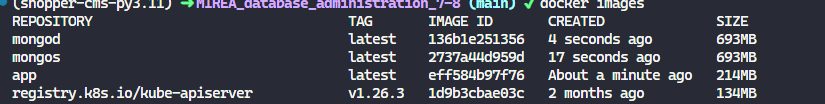 (shopper-cms-py3.11) ➜MIREA_database_administration_7-8 (main) ✓ docker images
REPOSITORY TAG IMAGE ID CREATED SIZE
mongod latest 136b1e251356 4 seconds ago 693MB
mongos latest 2737a44d959d 17 seconds ago 693MB
app latest eff584b97f76 About a minute ago 214MB
registry.k8s.io/kube-apiserver v1.26.3 1d9b3cbae03c 2 months ago 134MB